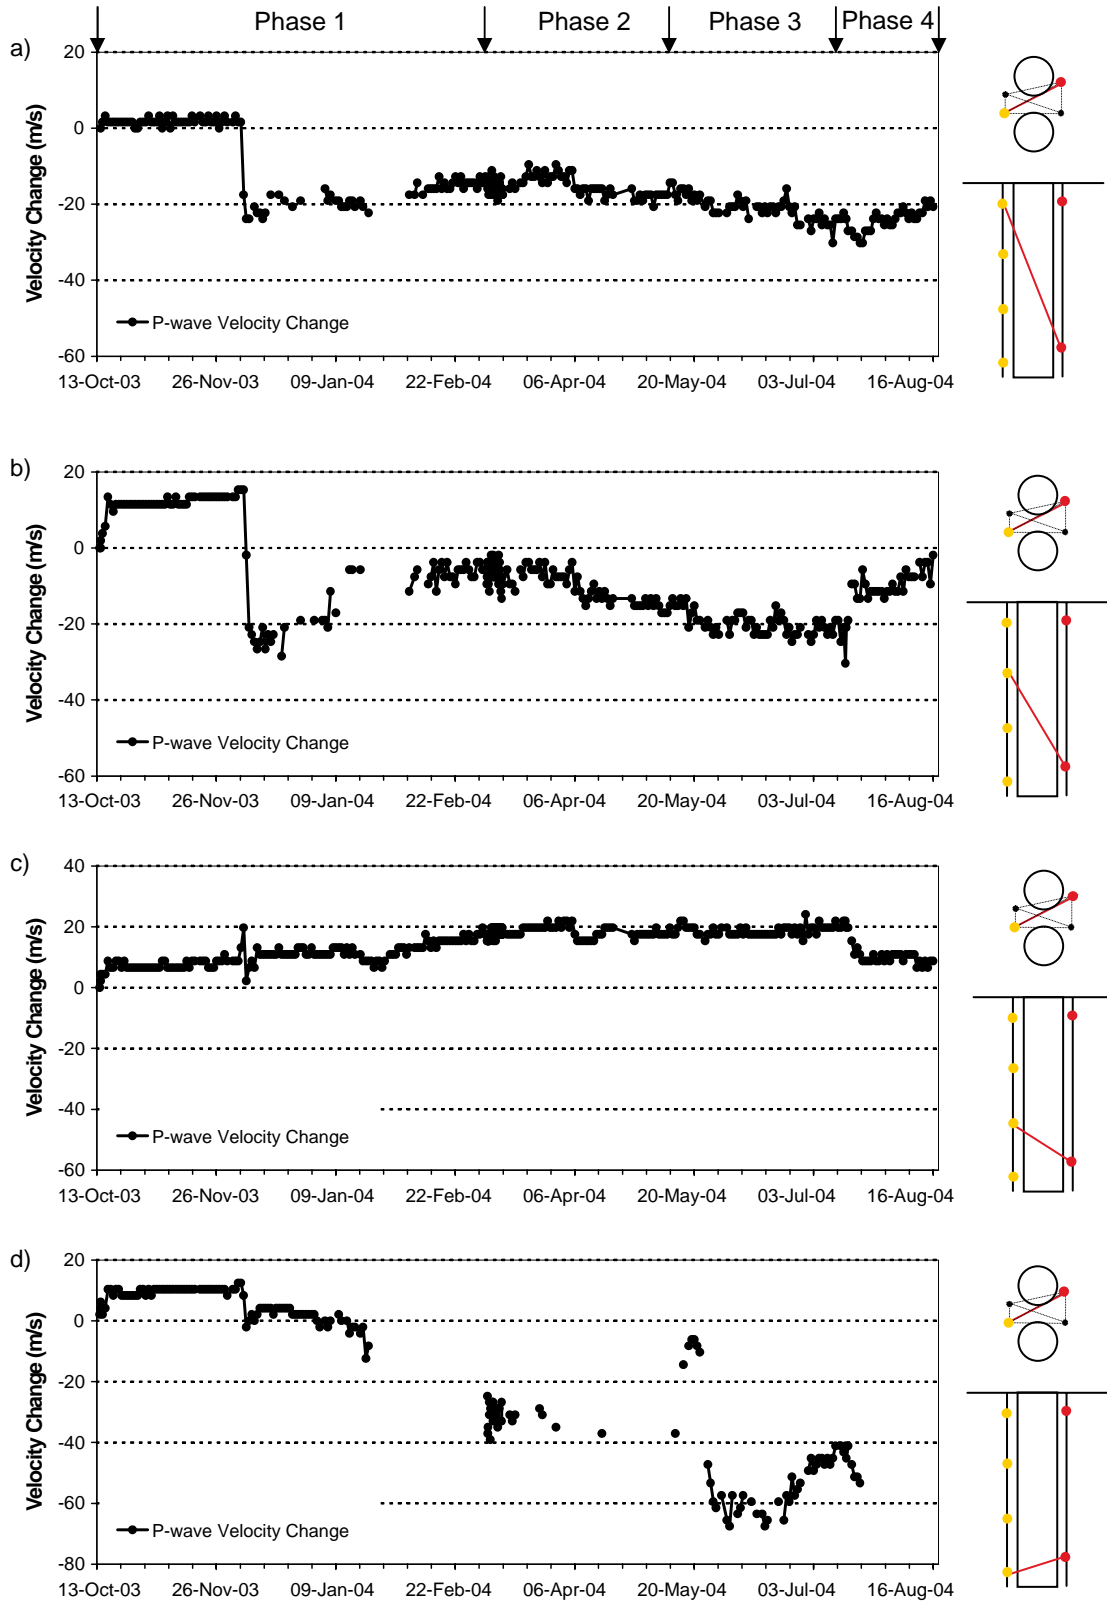 Phase 1 Phase 2 Phase 3 Phase 4
a)
20
0
-20
-40
-60
Velocity Change (m/s)
P-wave Velocity Change
13-Oct-03 26-Nov-03 09-Jan-04 22-Feb-04 06-Apr-04 20-May-04 03-Jul-04 16-Aug-04
b)
20
0
-20
-40
-60
Velocity Change (m/s)
P-wave Velocity Change
13-Oct-03 26-Nov-03 09-Jan-04 22-Feb-04 06-Apr-04 20-May-04 03-Jul-04 16-Aug-04
c)
40
20
0
-20
-40
-60
Velocity Change (m/s)
P-wave Velocity Change
13-Oct-03 26-Nov-03 09-Jan-04 22-Feb-04 06-Apr-04 20-May-04 03-Jul-04 16-Aug-04
d)
20
0
-20
-40
-60
-80
Velocity Change (m/s)
P-wave Velocity Change
13-Oct-03 26-Nov-03 09-Jan-04 22-Feb-04 06-Apr-04 20-May-04 03-Jul-04 16-Aug-04